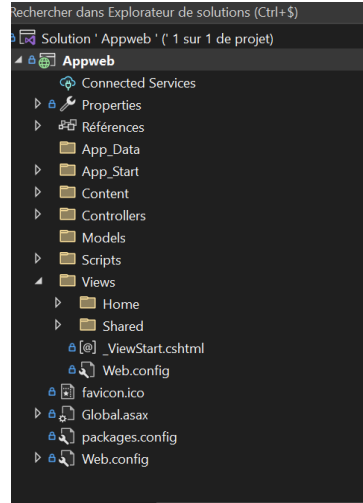 Rechercher dans Explorateur de solutions (Ctrl+$)
Solution ' Appweb ' (' 1 sur 1 de projet)
Appweb
Connected Services
Properties
Références
App_Data
App_Start
Content
Controllers
Models
Scripts
Views
Home
Shared
_ViewStart.cshtml
Web.config
favicon.ico
Global.asax
packages.config
Web.config